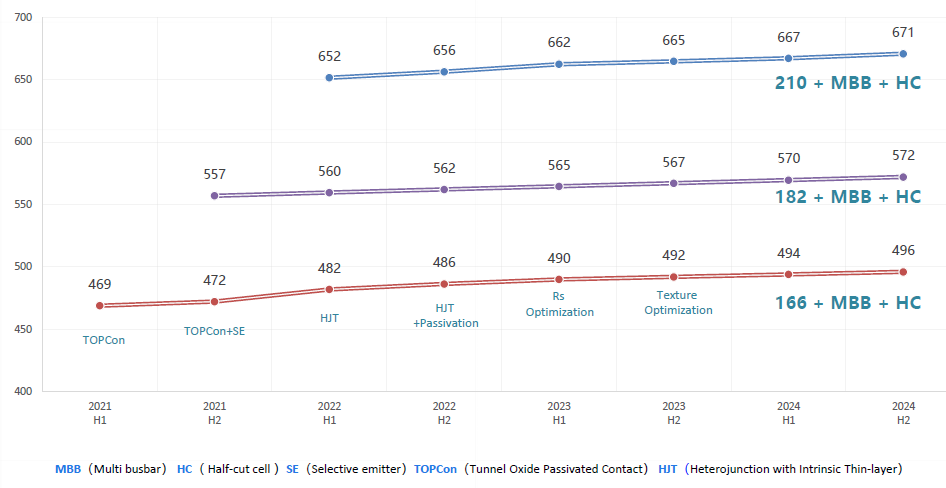 700
671
667
665
662
656
652
650
210 + MBB + HC
600
572
570
567
565
562
560
557
550
182 + MBB + HC
500
496
494
492
490
486
482
472
469
166 + MBB + HC
Rs
Optimization
Texture
Optimization
HJT
+Passivation
HJT
TOPCon+SE
TOPCon
450
400
2021
H1
2021
H2
2022
H1
2022
H2
2023
H1
2023
H2
2024
H1
2024
H2
MBB（Multi busbar） HC（ Half-cut cell ）SE（Selective emitter）TOPCon（Tunnel Oxide Passivated Contact） HJT（Heterojunction with Intrinsic Thin-layer）